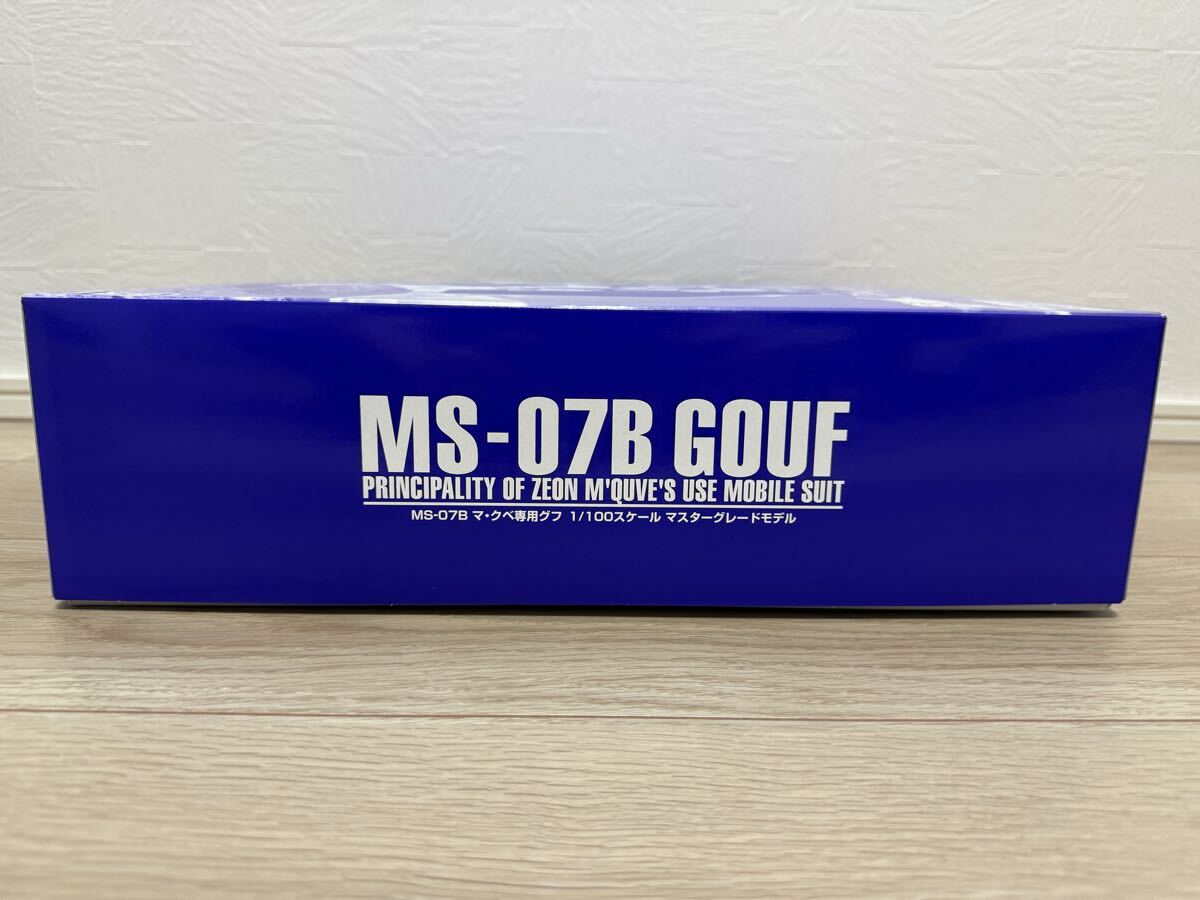 MS-07B GOUF
PRINCIPALITY OF ZEON M'QUVE'S USE MOBILE SUIT
MS-07B マ・クベ専用グフ 1/100スケール マスターグレードモデル